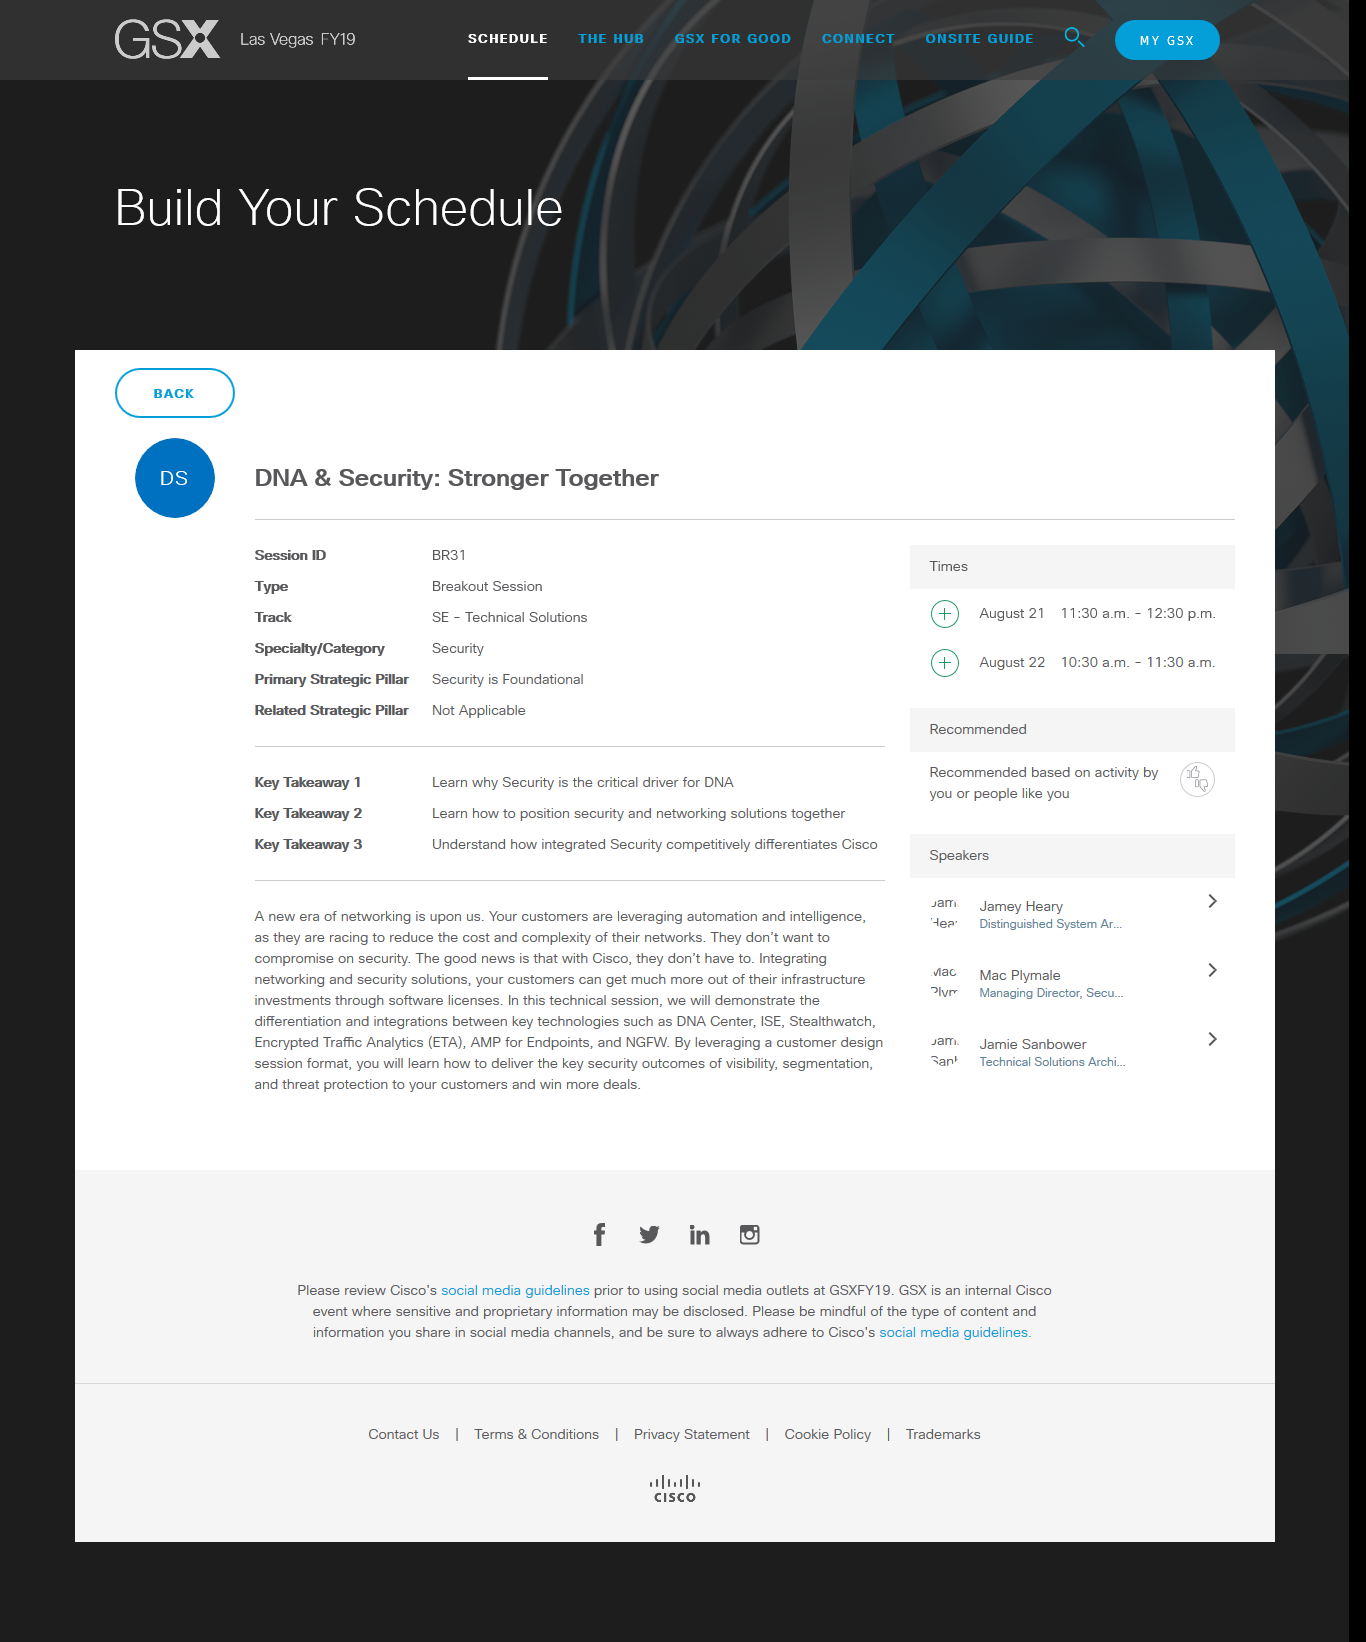 GSX Las Vegas FY19
SCHEDULE THE HUB GSX FOR GOOD CONNECT ONSITE GUIDE MY GSX
Build Your Schedule
BACK
DS
DNA & Security: Stronger Together
Session ID BR31
Type Breakout Session
Track SE - Technical Solutions
Specialty/Category Security
Primary Strategic Pillar Security is Foundational
Related Strategic Pillar Not Applicable
Key Takeaway 1 Learn why Security is the critical driver for DNA
Key Takeaway 2 Learn how to position security and networking solutions together
Key Takeaway 3 Understand how integrated Security competitively differentiates Cisco
A new era of networking is upon us. Your customers are leveraging automation and intelligence,
as they are racing to reduce the cost and complexity of their networks. They don’t want to
compromise on security. The good news is that with Cisco, they don’t have to. Integrating
networking and security solutions, your customers can get much more out of their infrastructure
investments through software licenses. In this technical session, we will demonstrate the
differentiation and integrations between key technologies such as DNA Center, ISE, Stealthwatch,
Encrypted Traffic Analytics (ETA), AMP for Endpoints, and NGFW. By leveraging a customer design
session format, you will learn how to deliver the key security outcomes of visibility, segmentation,
and threat protection to your customers and win more deals.
Times
August 21 11:30 a.m. - 12:30 p.m.
August 22 10:30 a.m. - 11:30 a.m.
Recommended
Recommended based on activity by
you or people like you
Speakers
Jamey Heary
Distinguished System Ar...
Mac
Mac Plymale
Managing Director, Secu...
Jamie Sanbower
Technical Solutions Archi...
Please review Cisco's social media guidelines prior to using social media outlets at GSXFY19. GSX is an internal Cisco
event where sensitive and proprietary information may be disclosed. Please be mindful of the type of content and
information you share in social media channels, and be sure to always adhere to Cisco's social media guidelines.
Contact Us | Terms & Conditions | Privacy Statement | Cookie Policy | Trademarks
CISCO